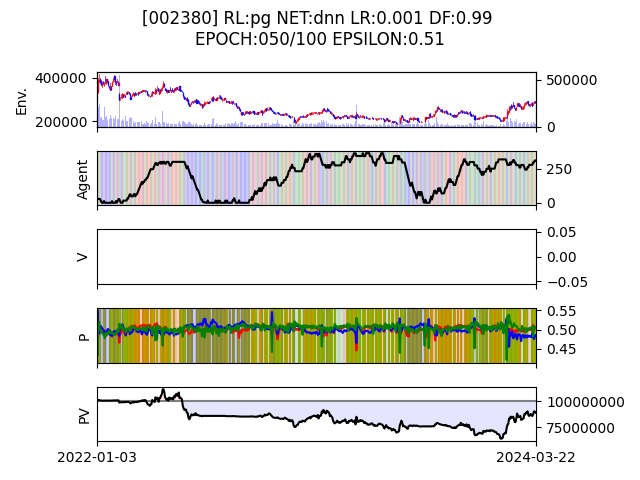 [002380] RL:pg NET:dnn LR:0.001 DF:0.99
EPOCH:050/100 EPSILON:0.51
Env.
400000
200000
500000
0
Agent
250
0
V
0.05
0.00
−0.05
P
0.55
0.50
0.45
PV
100000000
75000000
2022-01-03
2024-03-22